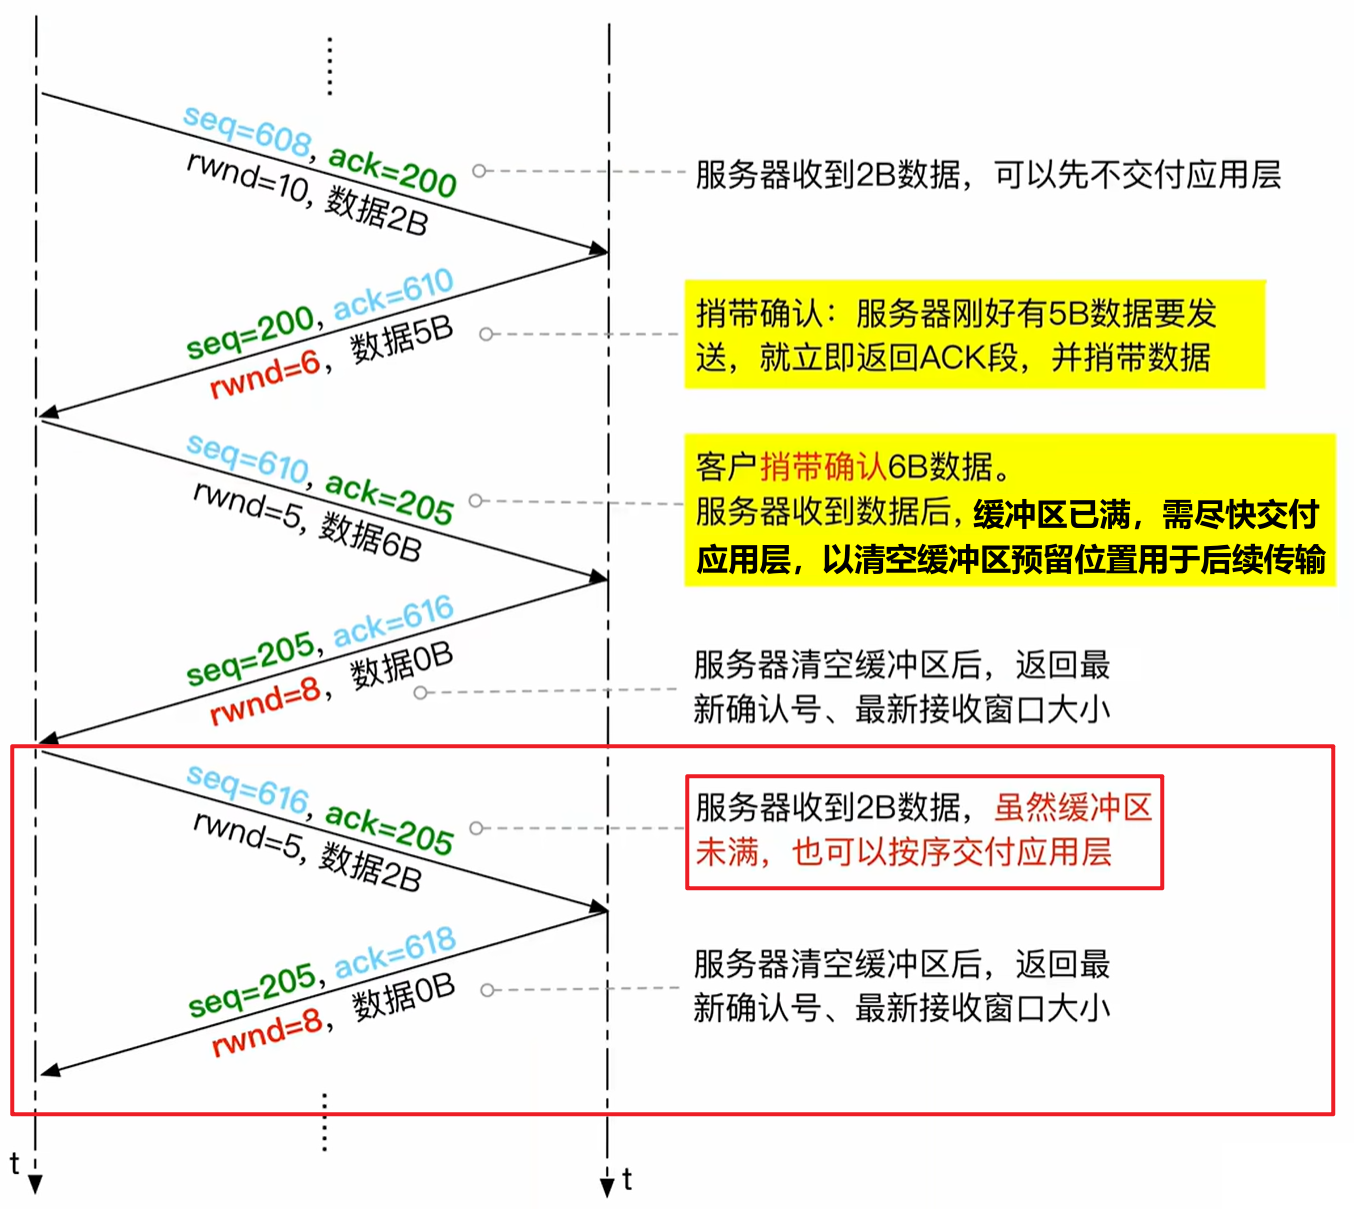 seq=608, ack=200
rwnd=10, 数据2B
服务器收到2B数据，可以先不交付应用层
seq=200, ack=610
rwnd=6，数据5B
捎带确认：服务器刚好有5B数据要发
送，就立即返回ACK段，并捎带数据
seq=610, ack=205
rwnd=5, 数据6B
客户捎带确认6B数据。
服务器收到数据后, 缓冲区已满，需尽快交付
应用层，以清空缓冲区预留位置用于后续传输
seq=205, ack=616
rwnd=8，数据0B
服务器清空缓冲区后，返回最
新确认号、最新接收窗口大小
seq=616, ack=205
rwnd=5, 数据2B
服务器收到2B数据，虽然缓冲区
未满，也可以按序交付应用层
seq=205, ack=618
rwnd=8，数据0B
服务器清空缓冲区后，返回最
新确认号、最新接收窗口大小
t
t